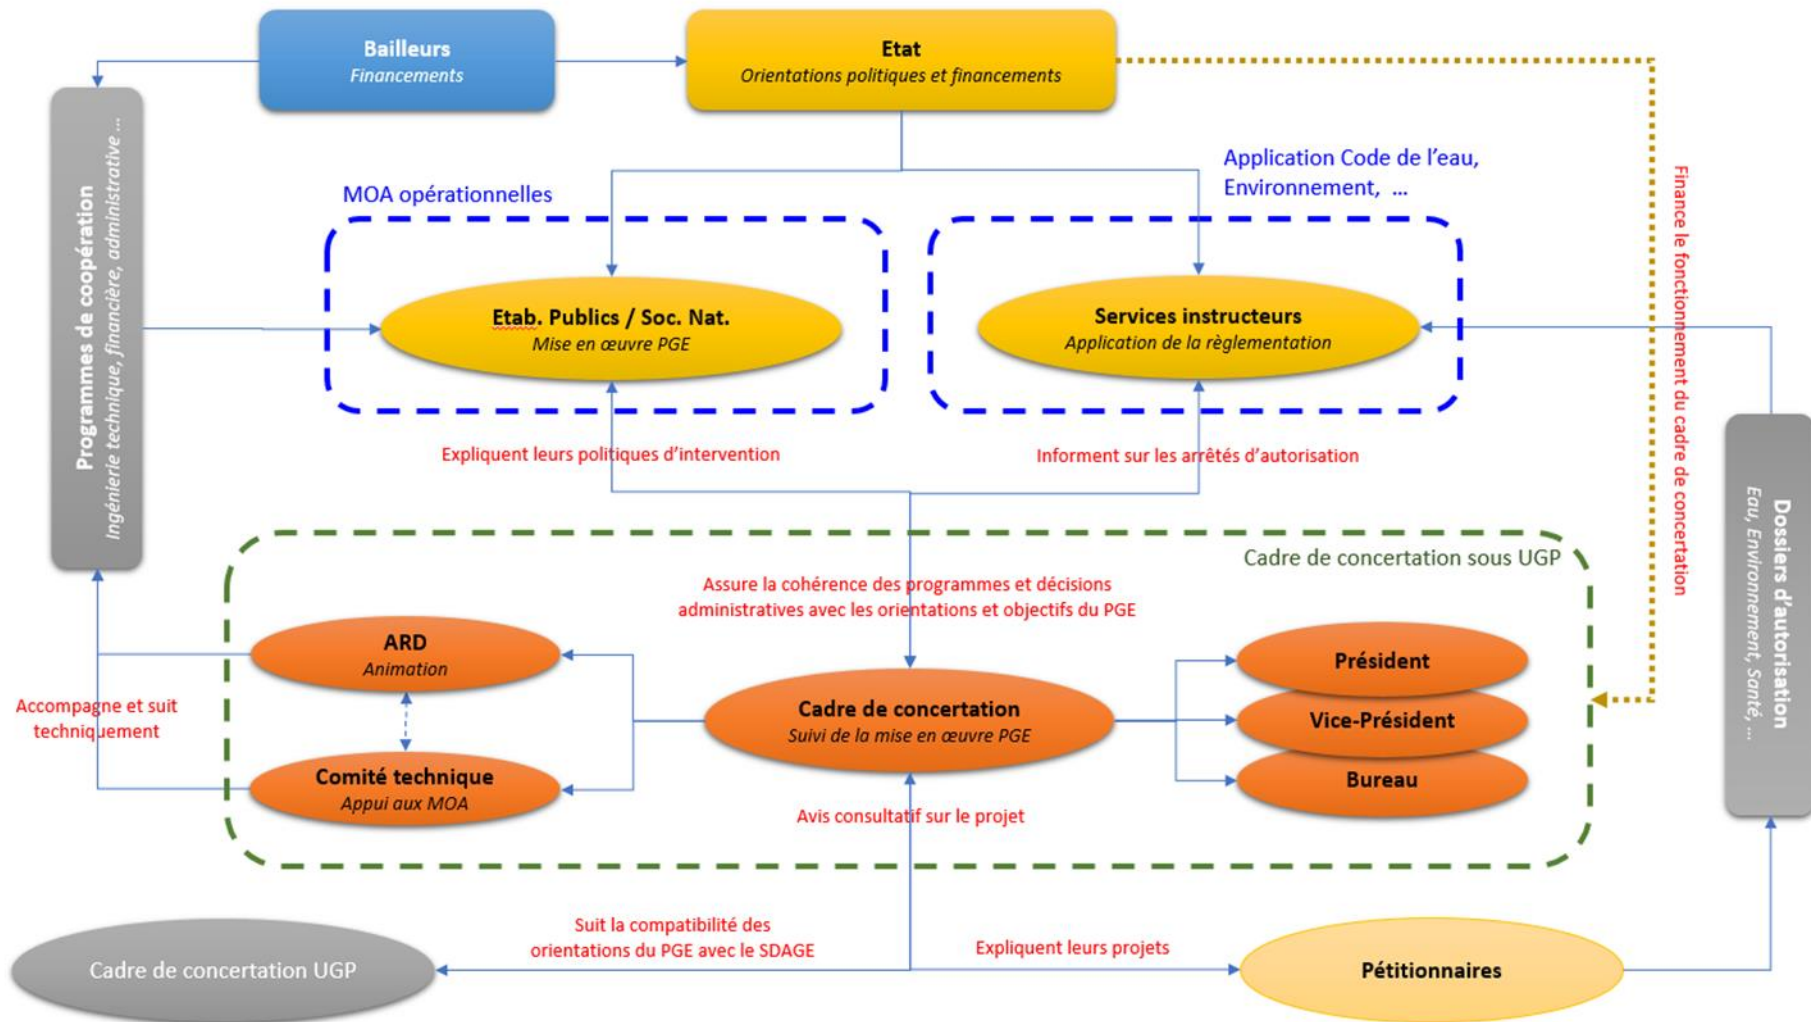 Bailleurs
Financements
Etat
Orientations politiques et financements
Programmes de coopération
Ingénierie technique, financière, administrative ...
MOA opérationnelles
Application Code de l'eau,
Environnement, ...
Finance le fonctionnement du cadre de concertation
Etab. Publics / Soc. Nat.
Mise en œuvre PGE
Services instructeurs
Application de la règlementation
Expliquent leurs politiques d'intervention
Informent sur les arrêtés d'autorisation
Dossiers d'autorisation
Eau, Environnement, Santé, ...
Cadre de concertation sous UGP
Assure la cohérence des programmes et décisions
administratives avec les orientations et objectifs du PGE
ARD
Animation
Président
Accompagne et suit
techniquement
Cadre de concertation
Suivi de la mise en œuvre PGE
Vice-Président
Comité technique
Appui aux MOA
Bureau
Avis consultatif sur le projet
Suit la compatibilité des
orientations du PGE avec le SDAGE
Expliquent leurs projets
Cadre de concertation UGP
Pétitionnaires